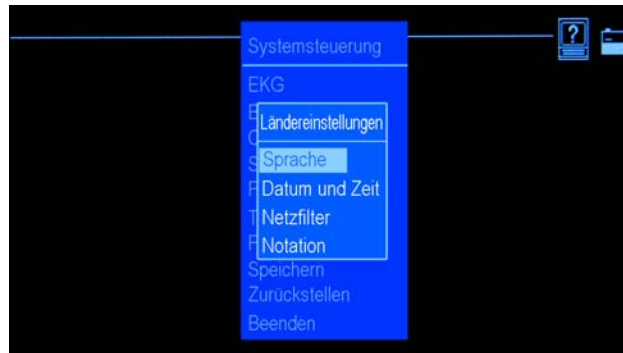 Systemsteuerung
EKG
Ländereinstellungen
Sprache
Datum und Zeit
Netzfilter
Notation
Speichern
Zurückstellen
Beenden
?